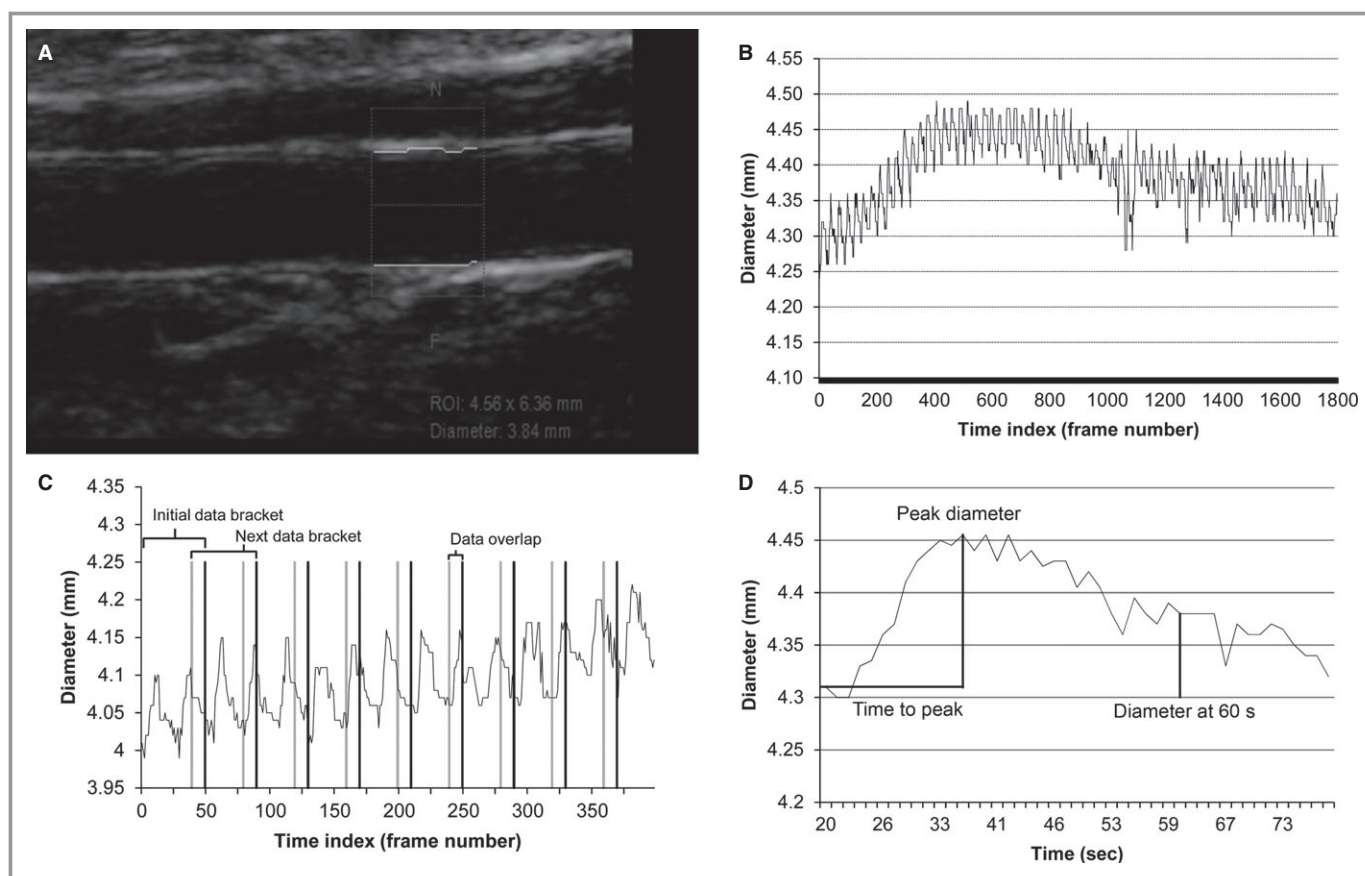 A
N
F
ROI: 4.56 x 6.36 mm
Diameter: 3.84 mm
B
4.55
4.50
4.45
4.40
4.35
4.30
4.25
4.20
4.15
4.10
Diameter (mm)
0 200 400 600 800 1000 1200 1400 1600 1800
Time index (frame number)
C
4.35
4.3
4.25
4.2
4.15
4.1
4.05
4
3.95
Diameter (mm)
Initial data bracket
Next data bracket
Data overlap
0 50 100 150 200 250 300 350
Time index (frame number)
D
4.5
4.45
4.4
4.35
4.3
4.25
4.2
Diameter (mm)
Peak diameter
Time to peak
Diameter at 60 s
20 26 33 41 46 53 59 67 73
Time (sec)